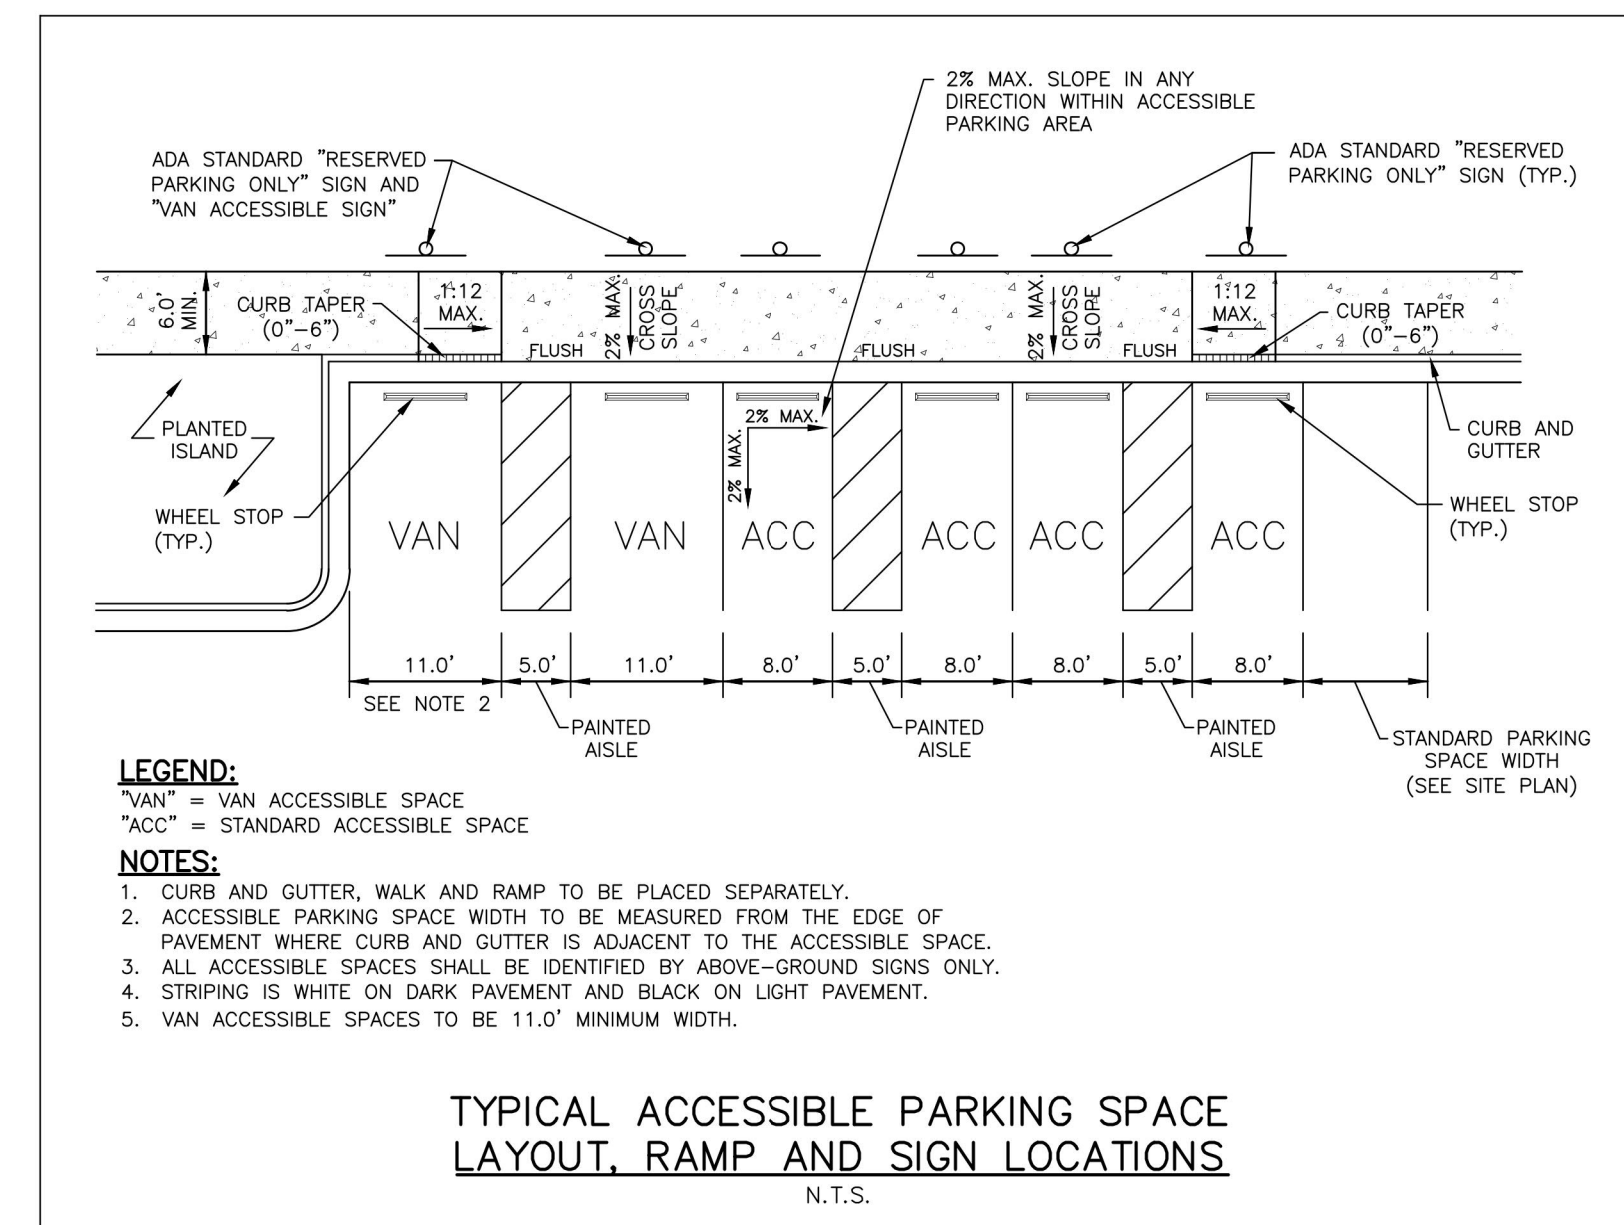 2% MAX. SLOPE IN ANY
DIRECTION WITHIN ACCESSIBLE
PARKING AREA
ADA STANDARD "RESERVED
PARKING ONLY" SIGN AND
"VAN ACCESSIBLE SIGN"
ADA STANDARD "RESERVED
PARKING ONLY" SIGN (TYP.)
6.0'
MIN.
CURB TAPER
(0"-6")
1:12
MAX.
FLUSH
2% MAX.
CROSS
SLOPE
FLUSH
2% MAX.
CROSS
SLOPE
FLUSH
1:12
MAX.
CURB TAPER
(0"-6")
PLANTED
ISLAND
2% MAX.
2% MAX.
CURB AND
GUTTER
WHEEL STOP
(TYP.)
WHEEL STOP
(TYP.)
VAN
VAN
ACC
ACC
ACC
ACC
11.0'
5.0'
11.0'
8.0'
5.0'
8.0'
8.0'
5.0'
8.0'
SEE NOTE 2
PAINTED
AISLE
PAINTED
AISLE
PAINTED
AISLE
STANDARD PARKING
SPACE WIDTH
(SEE SITE PLAN)
LEGEND:
"VAN" = VAN ACCESSIBLE SPACE
"ACC" = STANDARD ACCESSIBLE SPACE
NOTES:
1. CURB AND GUTTER, WALK AND RAMP TO BE PLACED SEPARATELY.
2. ACCESSIBLE PARKING SPACE WIDTH TO BE MEASURED FROM THE EDGE OF
PAVEMENT WHERE CURB AND GUTTER IS ADJACENT TO THE ACCESSIBLE SPACE.
3. ALL ACCESSIBLE SPACES SHALL BE IDENTIFIED BY ABOVE-GROUND SIGNS ONLY.
4. STRIPING IS WHITE ON DARK PAVEMENT AND BLACK ON LIGHT PAVEMENT.
5. VAN ACCESSIBLE SPACES TO BE 11.0' MINIMUM WIDTH.
TYPICAL ACCESSIBLE PARKING SPACE
LAYOUT, RAMP AND SIGN LOCATIONS
N.T.S.